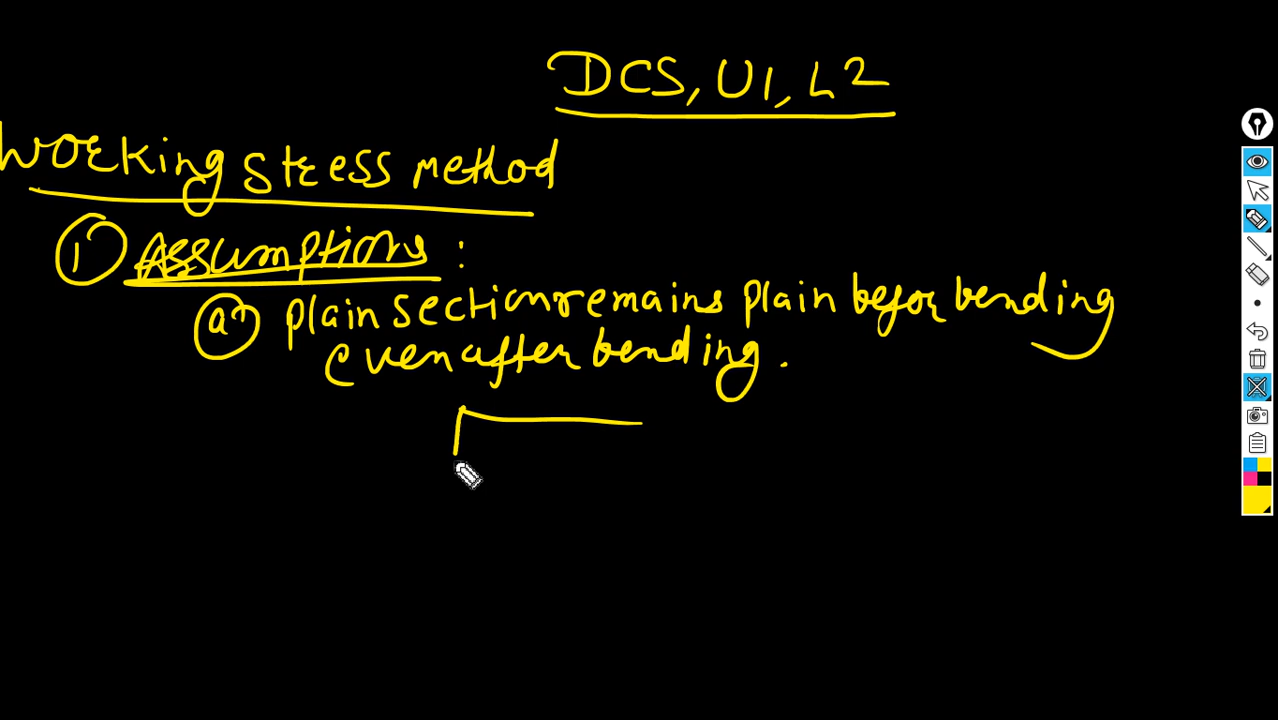 DCS, U1, L2
Working stress method
① Assumptions :
ⓐ plain section remains plain befor bending
even after bending.